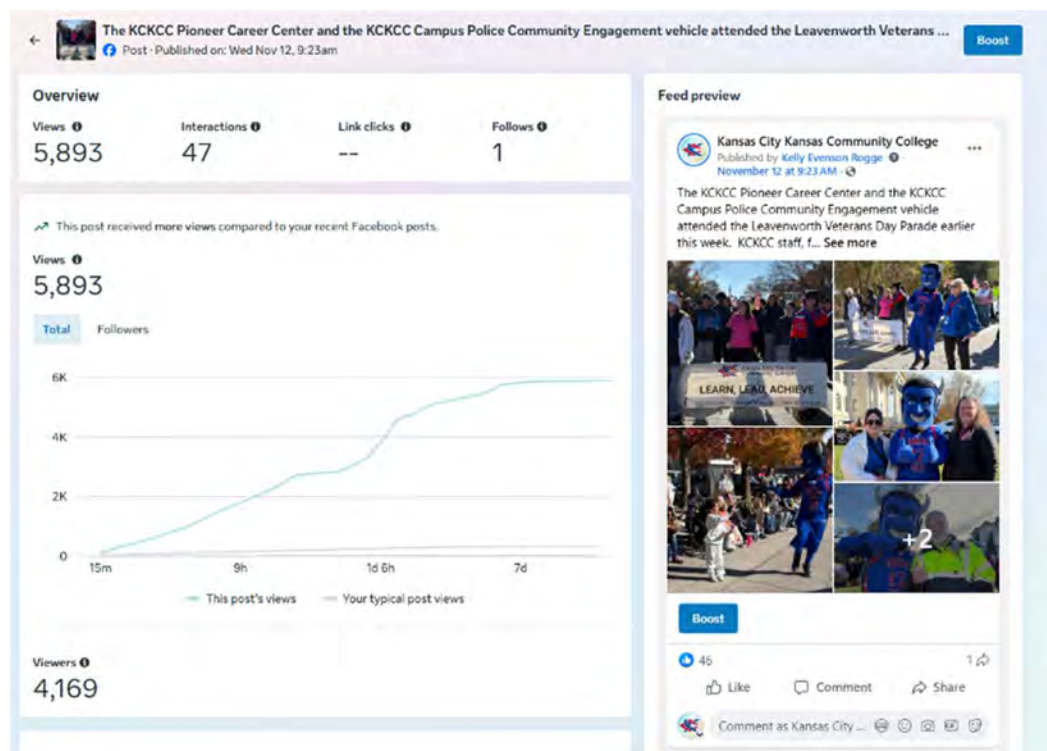 The KCKCC Pioneer Career Center and the KCKCC Campus Police Community Engagement vehicle attended the Leavenworth Veterans ...
Post · Published on: Wed Nov 12, 9:23am
Boost
Overview
Views Interactions Link clicks Follows
5,893 47 -- 1
This post received more views compared to your recent Facebook posts.
Views
5,893
Total Followers
6K
4K
2K
0
15m 9h 1d 6h 7d
This post's views Your typical post views
Viewers
4,169
Feed preview
Kansas City Kansas Community College
Published by Kelly Evenson Rogge
November 12 at 9:23 AM ·
The KCKCC Pioneer Career Center and the KCKCC
Campus Police Community Engagement vehicle
attended the Leavenworth Veterans Day Parade earlier
this week. KCKCC staff, f... See more
LEARN, LEAD, ACHIEVE
+2
Boost
46 1
Like Comment Share
Comment as Kansas City ...